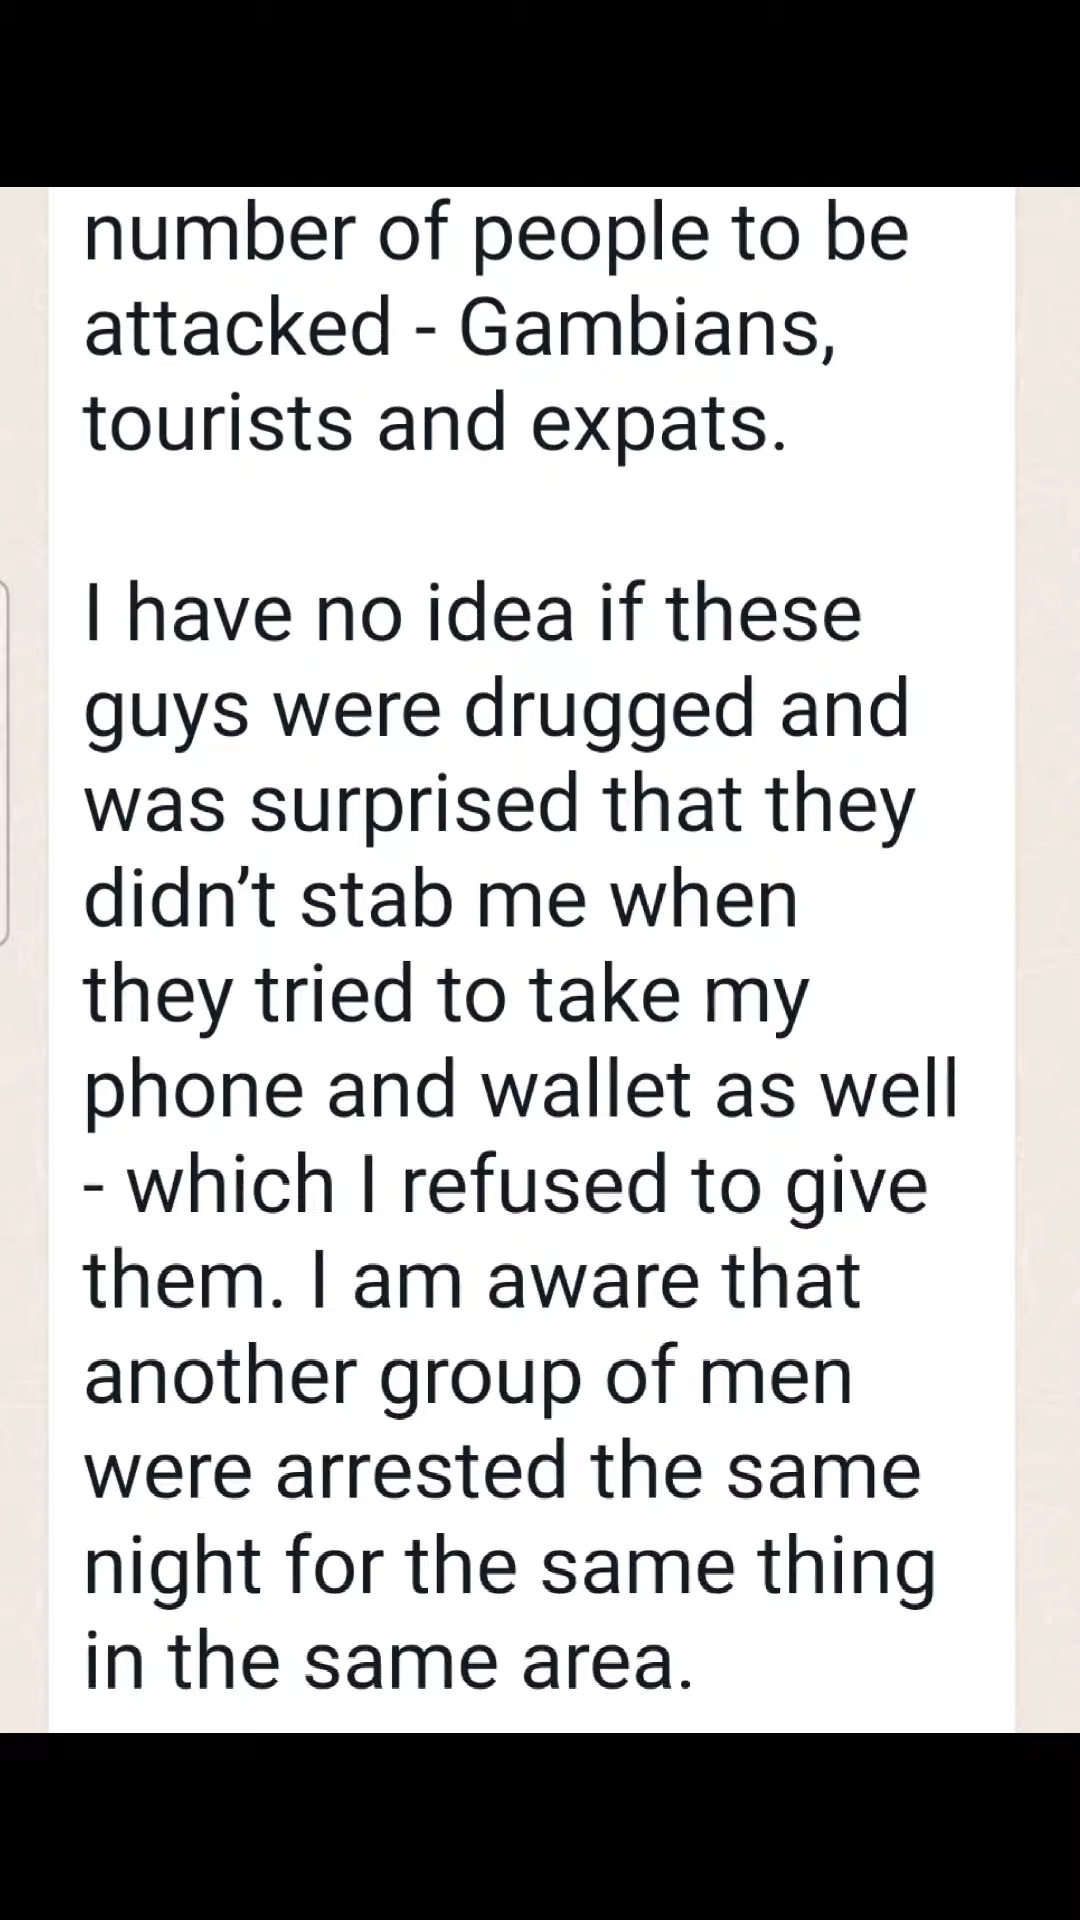 number of people to be
attacked - Gambians,
tourists and expats.
I have no idea if these
guys were drugged and
was surprised that they
didn’t stab me when
they tried to take my
phone and wallet as well
- which I refused to give
them. I am aware that
another group of men
were arrested the same
night for the same thing
in the same area.